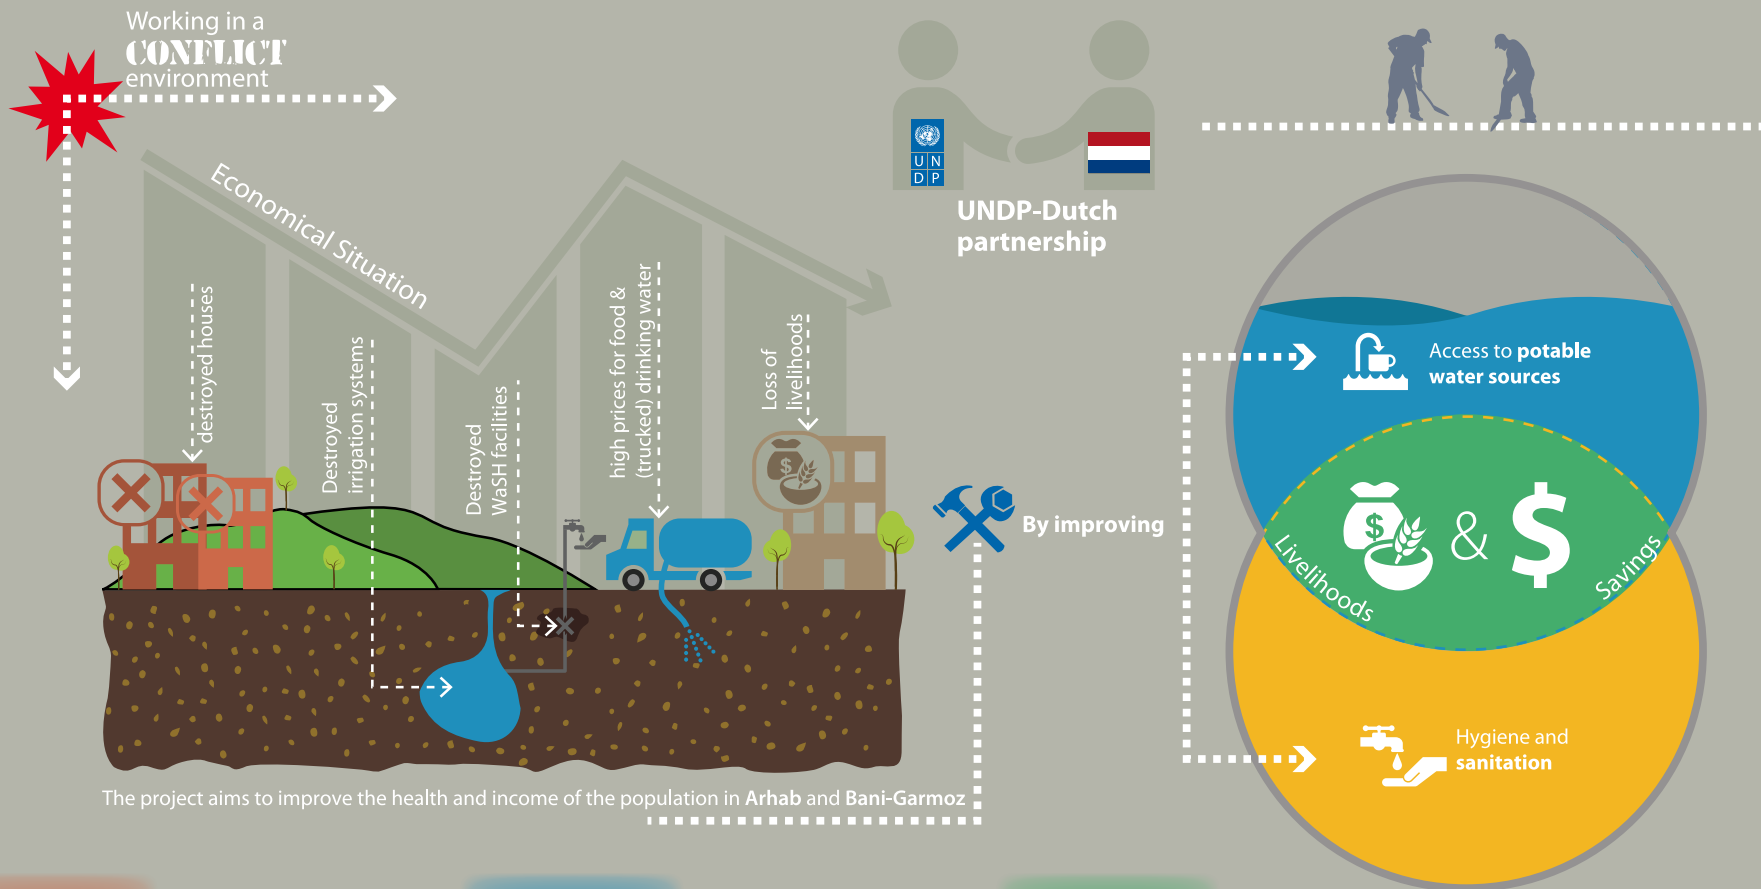 Working in a
CONFLICT
environment
Economical Situation
destroyed houses
Destroyed
irrigation systems
Destroyed
WaSH facilities
high prices for food &
(trucked) drinking water
Loss of
livelihoods
$
The project aims to improve the health and income of the population in Arhab and Bani-Garmoz
U N
D P
UNDP-Dutch
partnership
By improving
Access to potable
water sources
$ & $
Livelihoods
Savings
Hygiene and
sanitation